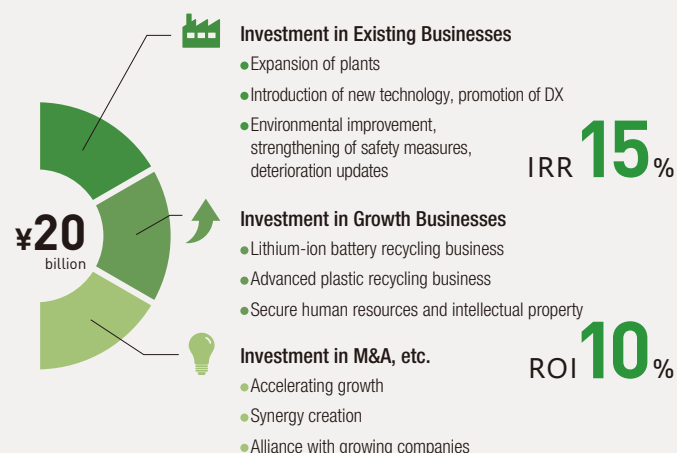 ¥20
billion
Investment in Existing Businesses
●Expansion of plants
●Introduction of new technology, promotion of DX
●Environmental improvement,
strengthening of safety measures,
deterioration updates
IRR 15%
Investment in Growth Businesses
●Lithium-ion battery recycling business
●Advanced plastic recycling business
●Secure human resources and intellectual property
ROI 10%
Investment in M&A, etc.
●Accelerating growth
●Synergy creation
●Alliance with growing companies